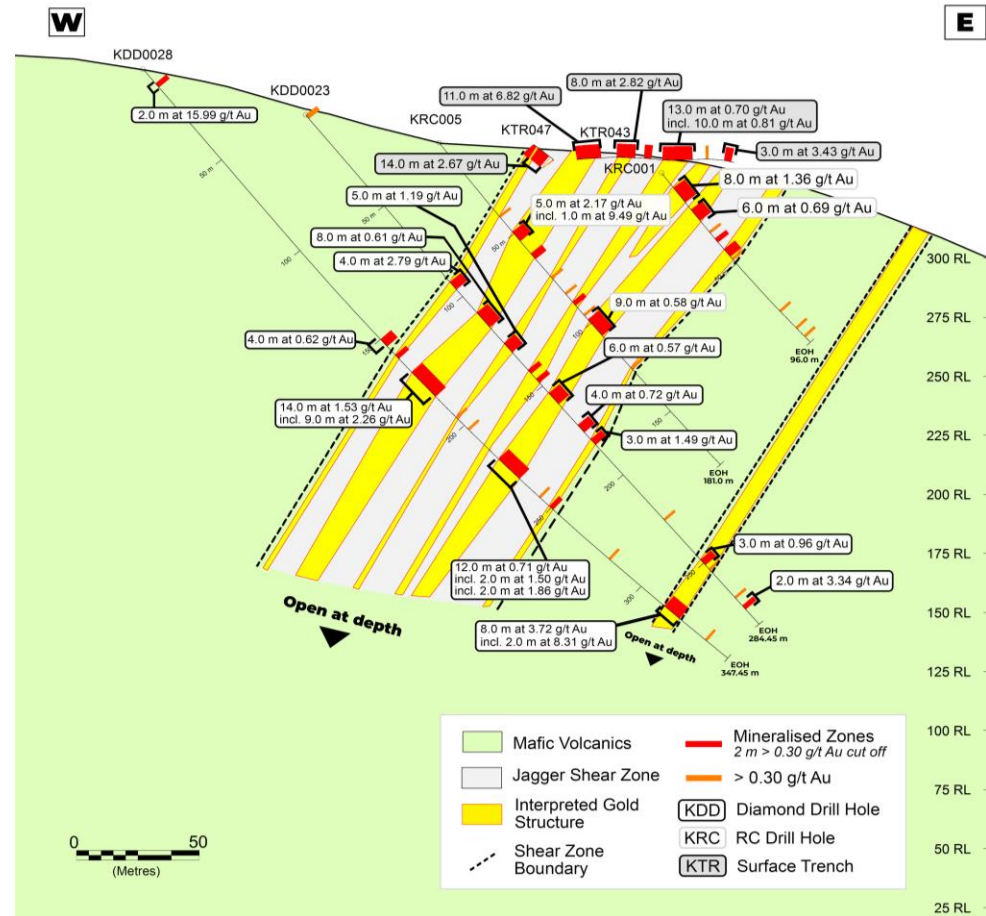 W
E
KDD0028
KDD0023
KRC005
KTR047
KTR043
KRC001
2.0 m at 15.99 g/t Au
11.0 m at 6.82 g/t Au
8.0 m at 2.82 g/t Au
13.0 m at 0.70 g/t Au
incl. 10.0 m at 0.81 g/t Au
3.0 m at 3.43 g/t Au
14.0 m at 2.67 g/t Au
8.0 m at 1.36 g/t Au
6.0 m at 0.69 g/t Au
5.0 m at 1.19 g/t Au
5.0 m at 2.17 g/t Au
incl. 1.0 m at 9.49 g/t Au
8.0 m at 0.61 g/t Au
4.0 m at 2.79 g/t Au
9.0 m at 0.58 g/t Au
4.0 m at 0.62 g/t Au
6.0 m at 0.57 g/t Au
14.0 m at 1.53 g/t Au
incl. 9.0 m at 2.26 g/t Au
4.0 m at 0.72 g/t Au
3.0 m at 1.49 g/t Au
12.0 m at 0.71 g/t Au
incl. 2.0 m at 1.50 g/t Au
incl. 2.0 m at 1.86 g/t Au
3.0 m at 0.96 g/t Au
2.0 m at 3.34 g/t Au
8.0 m at 3.72 g/t Au
incl. 2.0 m at 8.31 g/t Au
50 m
100
250
300
50 m
100
150
200
250
50 m
100
150
EOH
96.0 m
EOH
181.0 m
EOH
284.45 m
EOH
347.45 m
Open at depth
Open at depth
300 RL
275 RL
250 RL
225 RL
200 RL
175 RL
150 RL
125 RL
100 RL
75 RL
50 RL
25 RL
Mafic Volcanics
Jagger Shear Zone
Interpreted Gold
Structure
Shear Zone
Boundary
Mineralised Zones
2 m > 0.30 g/t Au cut off
> 0.30 g/t Au
KDD Diamond Drill Hole
KRC RC Drill Hole
KTR Surface Trench
0 50
(Metres)